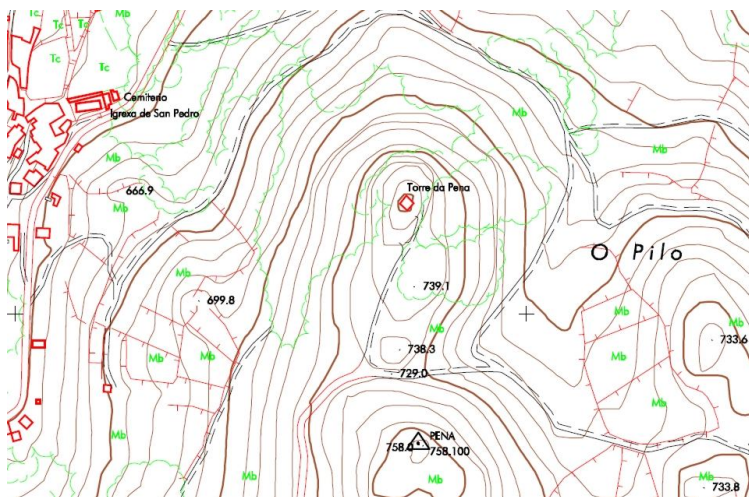 Tc
Tc
Tc
Mb
Tc
Tc
Cemiterio
Igrexa de San Pedro
Mb
Mb
Mb
666.9
Mb
Torre da Pena
O Pilo
Mb
739.1
699.8
Mb
Mb
Mb
733.6
Mb
Mb
738.3
Mb
729.0
Mb
Mb
PENA
758.0
758.100
Mb
Mb
Mb
733.8